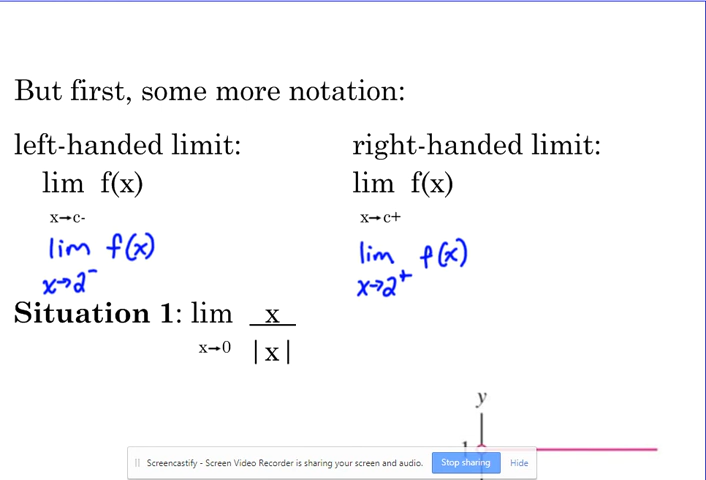 But first, some more notation:
left-handed limit: right-handed limit:
lim f(x) lim f(x)
x→c- x→c+
lim f(x) lim f(x)
x→2⁻ x→2⁺
Situation 1: lim x
x→0 |x|
y
1
Screencastify - Screen Video Recorder is sharing your screen and audio. Stop sharing Hide